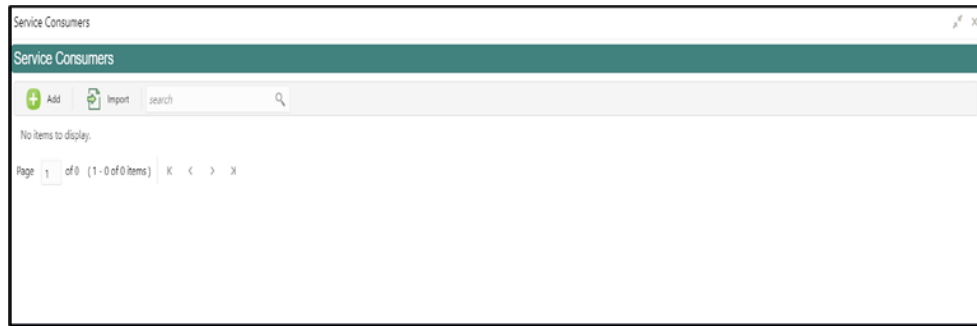 Service Consumers
Service Consumers
Add Import search
No items to display.
Page 1 of 0 (1 - 0 of 0 items) K < > X